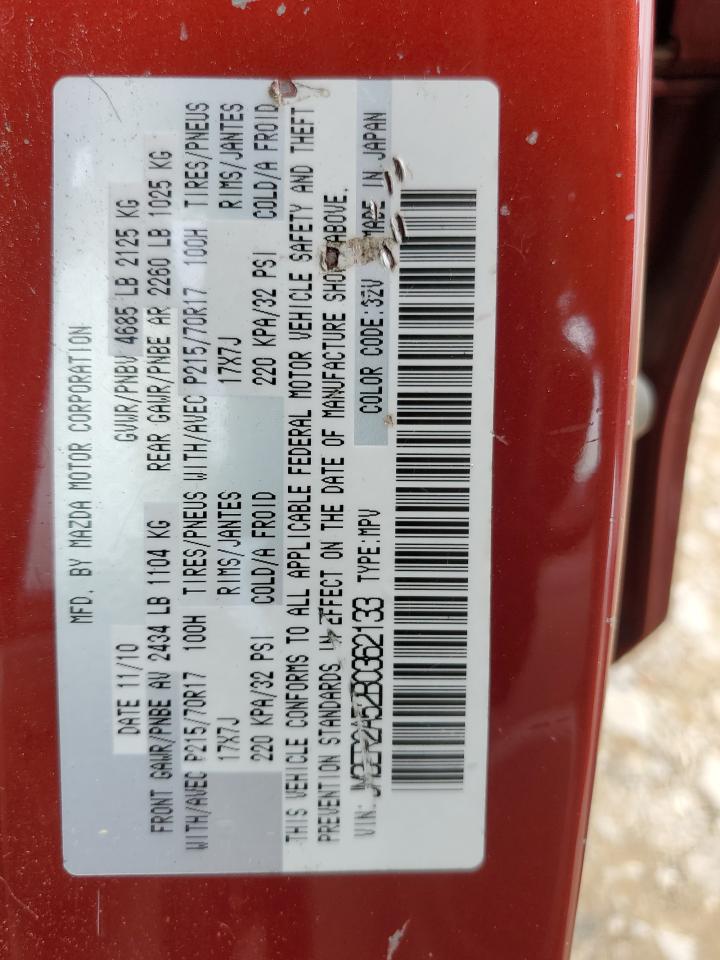 MFD. BY MAZDA MOTOR CORPORATION
DATE 11/10 GVWR/PNBV 4685 LB 2125 KG
FRONT GAWR/PNBE AV 2434 LB 1104 KG REAR GAWR/PNBE AR 2260 LB 1025 KG
WITH/AVEC P215/70R17 100H TIRES/PNEUS WITH/AVEC P215/70R17 100H TIRES/PNEUS
17X7J RIMS/JANTES 17X7J RIMS/JANTES
220 KPA/32 PSI COLD/A FROID 220 KPA/32 PSI COLD/A FROID
THIS VEHICLE CONFORMS TO ALL APPLICABLE FEDERAL MOTOR VEHICLE SAFETY AND THEFT
PREVENTION STANDARDS IN EFFECT ON THE DATE OF MANUFACTURE SHOWN ABOVE.
VIN: JM3ER2A52B0362133 TYPE:MPV COLOR CODE:32V MADE IN JAPAN